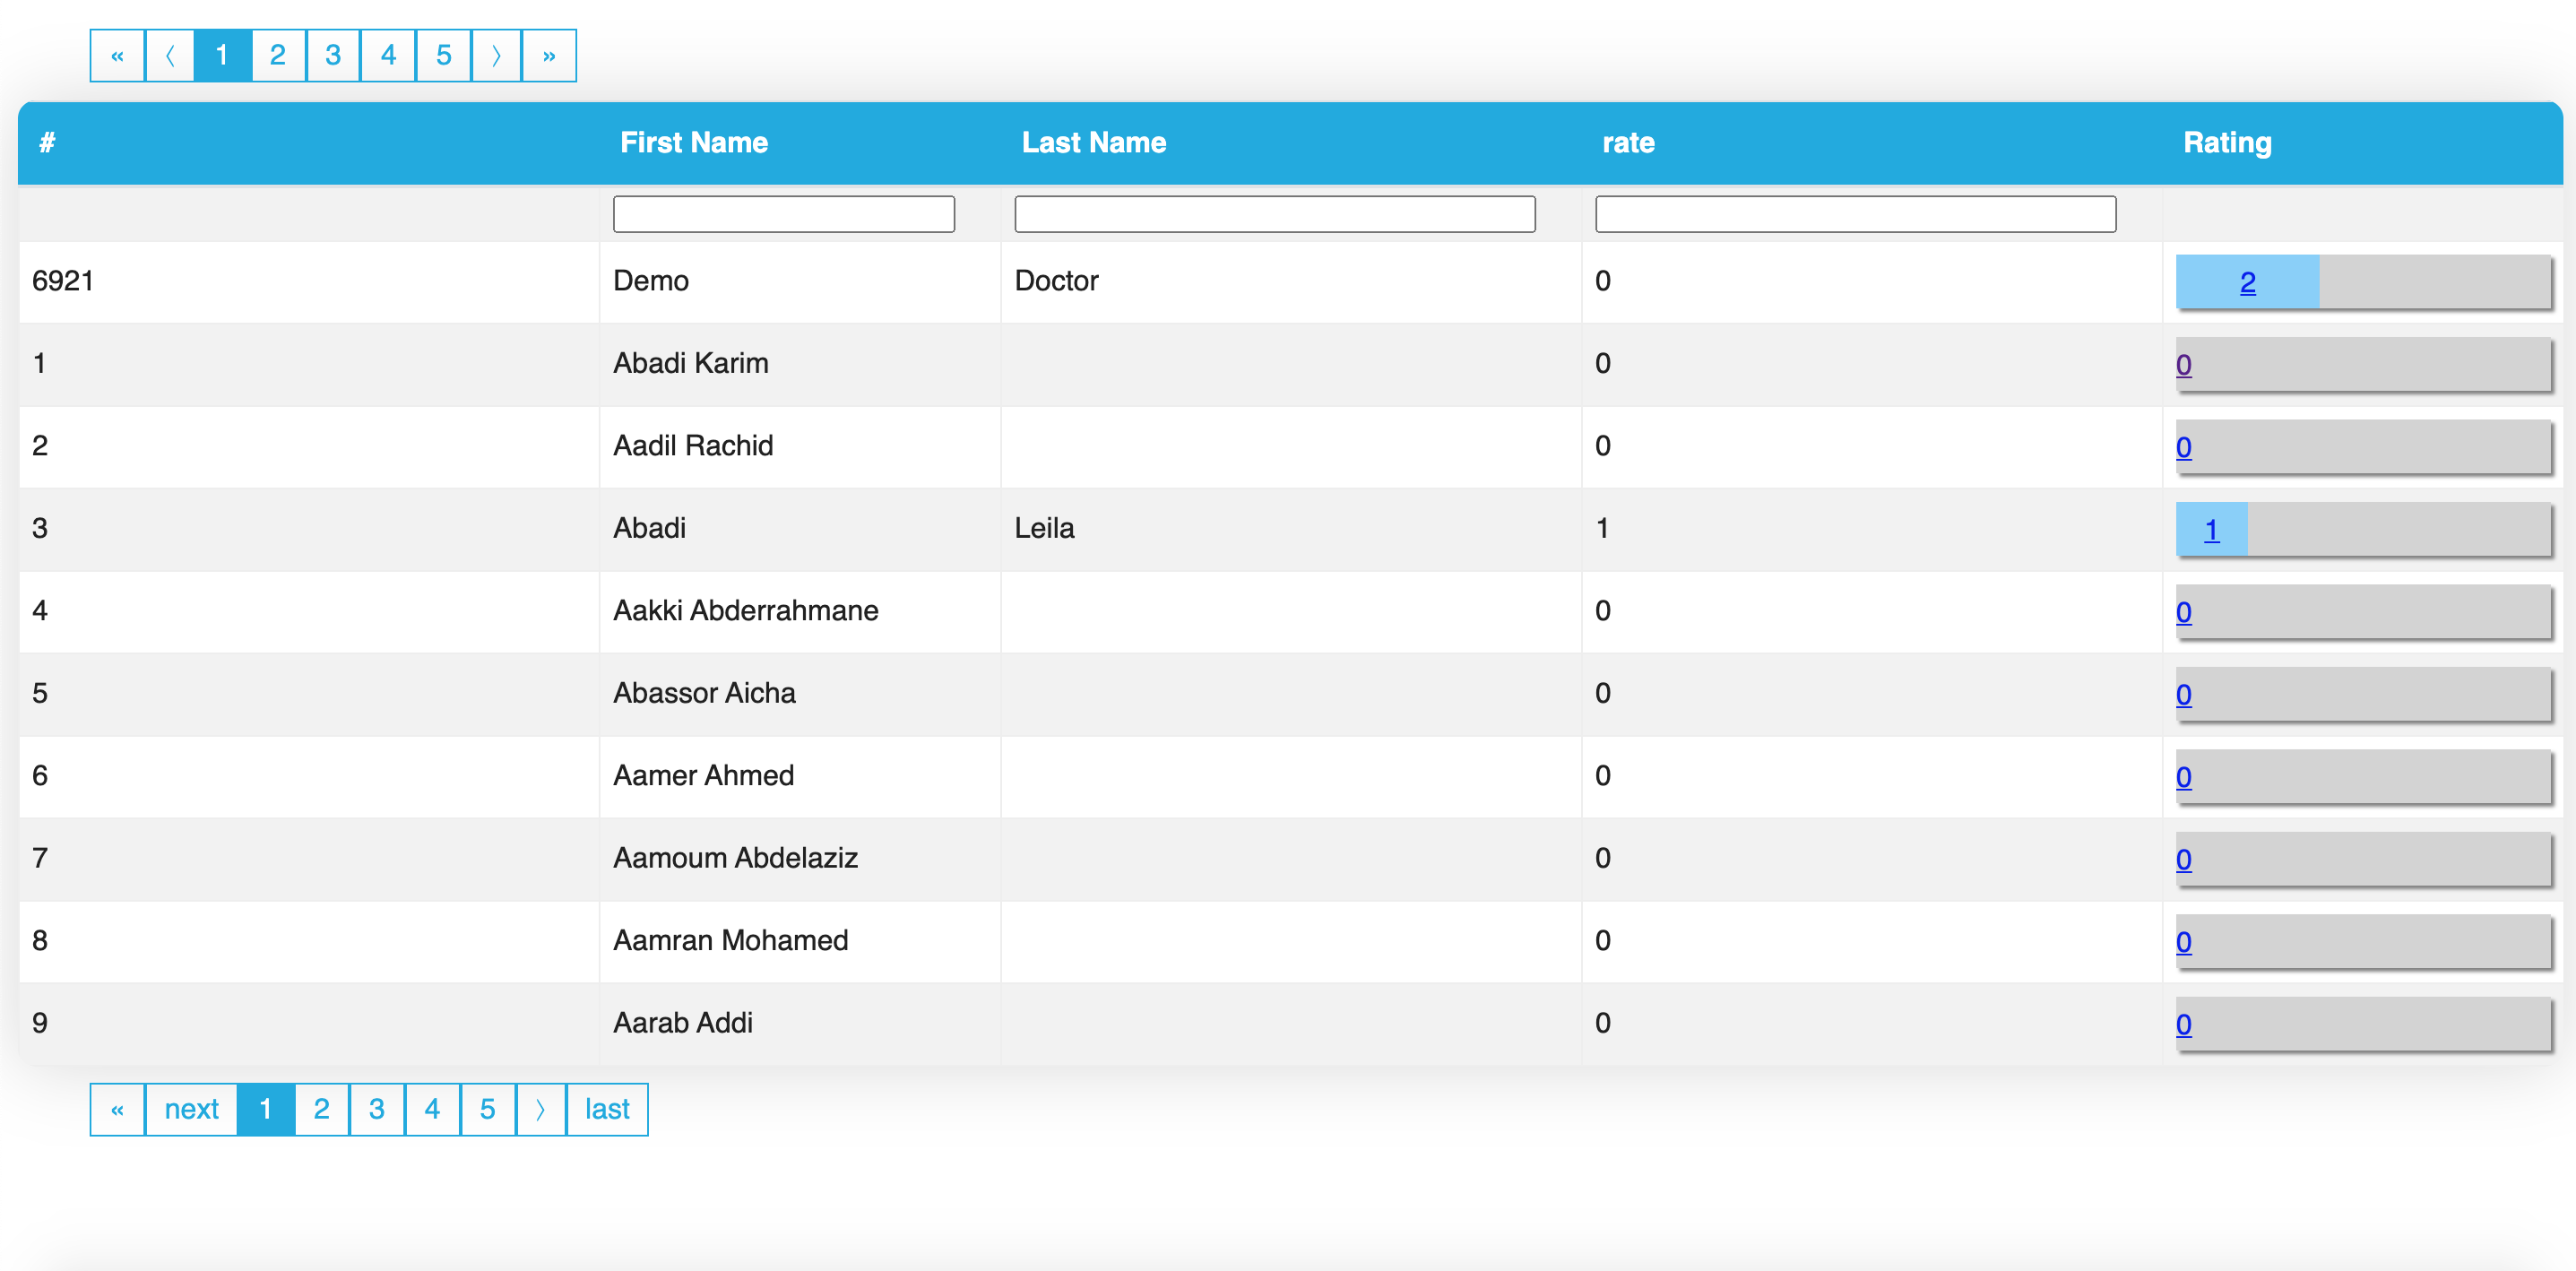 « 〈 1 2 3 4 5 〉 »
# First Name Last Name rate Rating
6921 Demo Doctor 0 2
1 Abadi Karim 0 0
2 Aadil Rachid 0 0
3 Abadi Leila 1 1
4 Aakki Abderrahmane 0 0
5 Abassor Aicha 0 0
6 Aamer Ahmed 0 0
7 Aamoum Abdelaziz 0 0
8 Aamran Mohamed 0 0
9 Aarab Addi 0 0
« next 1 2 3 4 5 〉 last